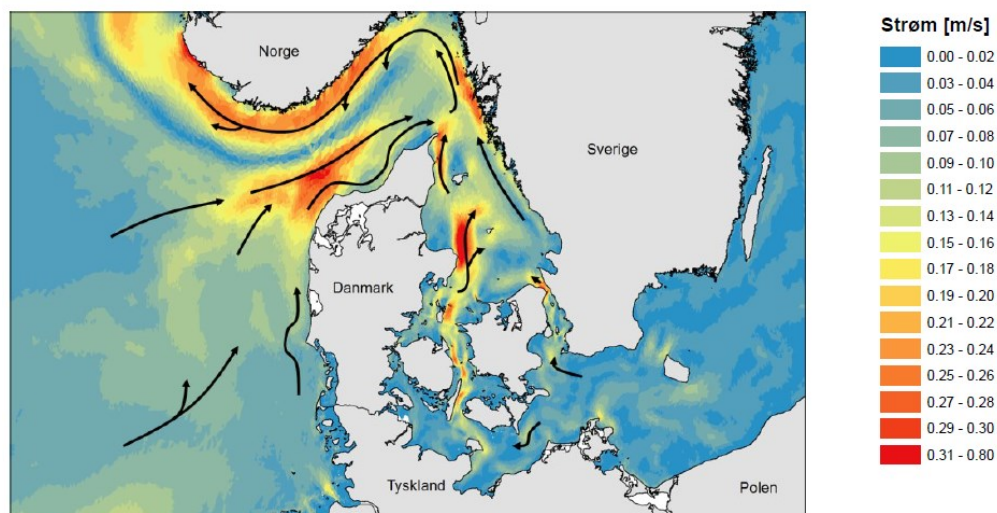 Norge
Sverige
Danmark
Tyskland
Polen
Strøm [m/s]
0.00 - 0.02
0.03 - 0.04
0.05 - 0.06
0.07 - 0.08
0.09 - 0.10
0.11 - 0.12
0.13 - 0.14
0.15 - 0.16
0.17 - 0.18
0.19 - 0.20
0.21 - 0.22
0.23 - 0.24
0.25 - 0.26
0.27 - 0.28
0.29 - 0.30
0.31 - 0.80